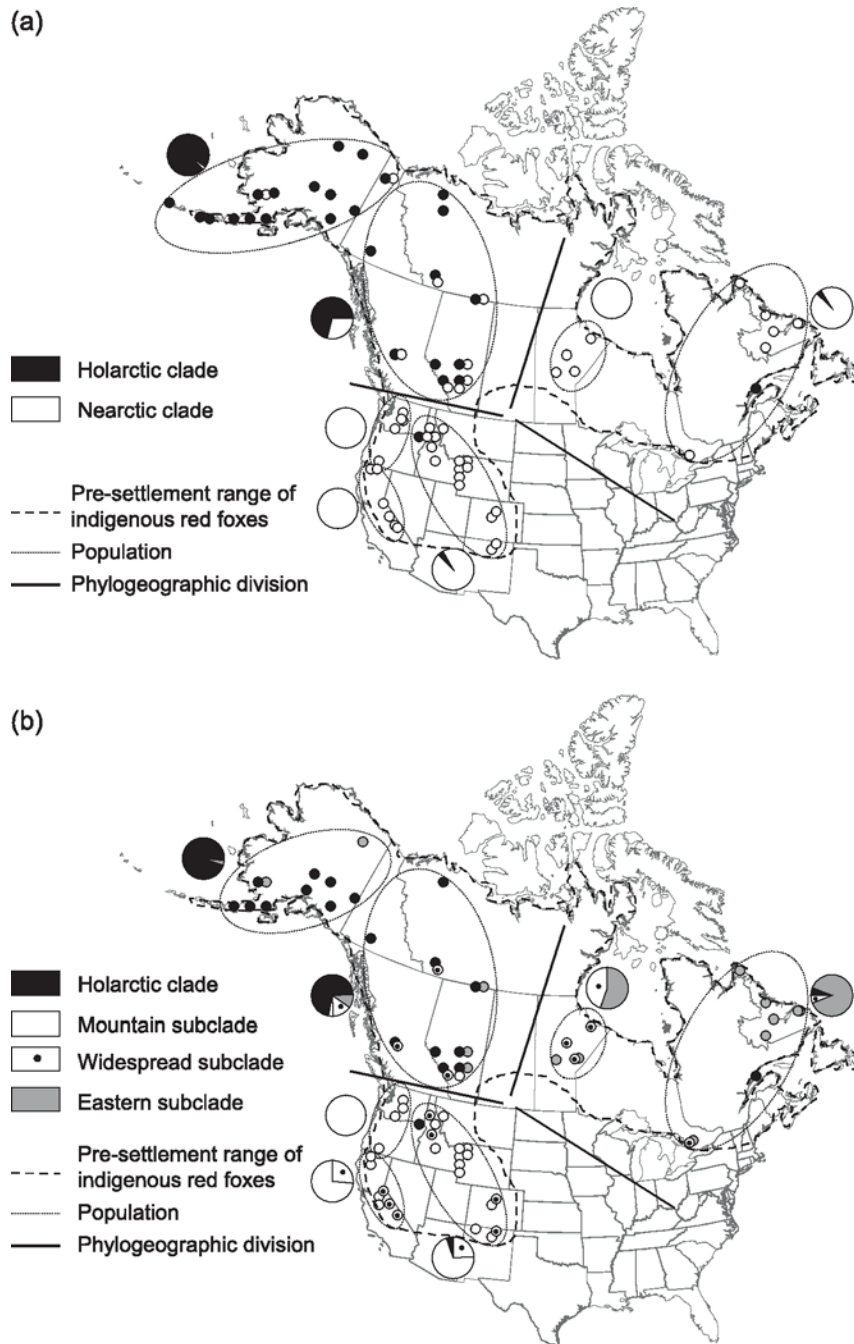 (a)
Holarctic clade
Nearctic clade
Pre-settlement range of
indigenous red foxes
Population
Phylogeographic division
(b)
Holarctic clade
Mountain subclade
Widespread subclade
Eastern subclade
Pre-settlement range of
indigenous red foxes
Population
Phylogeographic division